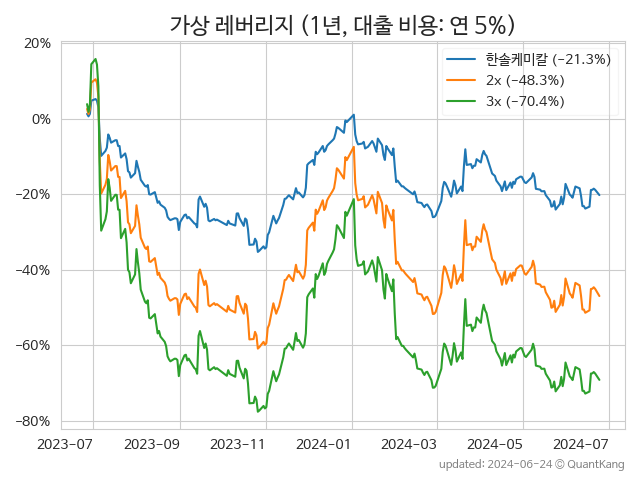 가상 레버리지 (1년, 대출 비용: 연 5%)
한솔케미칼 (-21.3%)
2x (-48.3%)
3x (-70.4%)
20%
0%
-20%
-40%
-60%
-80%
2023-07 2023-09 2023-11 2024-01 2024-03 2024-05 2024-07
updated: 2024-06-24 © QuantKang